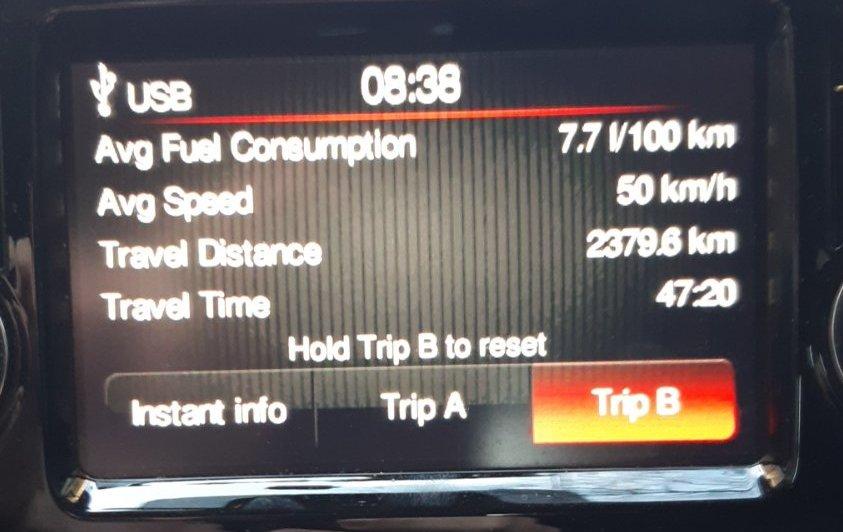 USB 08:38
Avg Fuel Consumption 7.7 l/100 km
Avg Speed 50 km/h
Travel Distance 2379.6 km
Travel Time 47:20
Hold Trip B to reset
Instant info Trip A Trip B